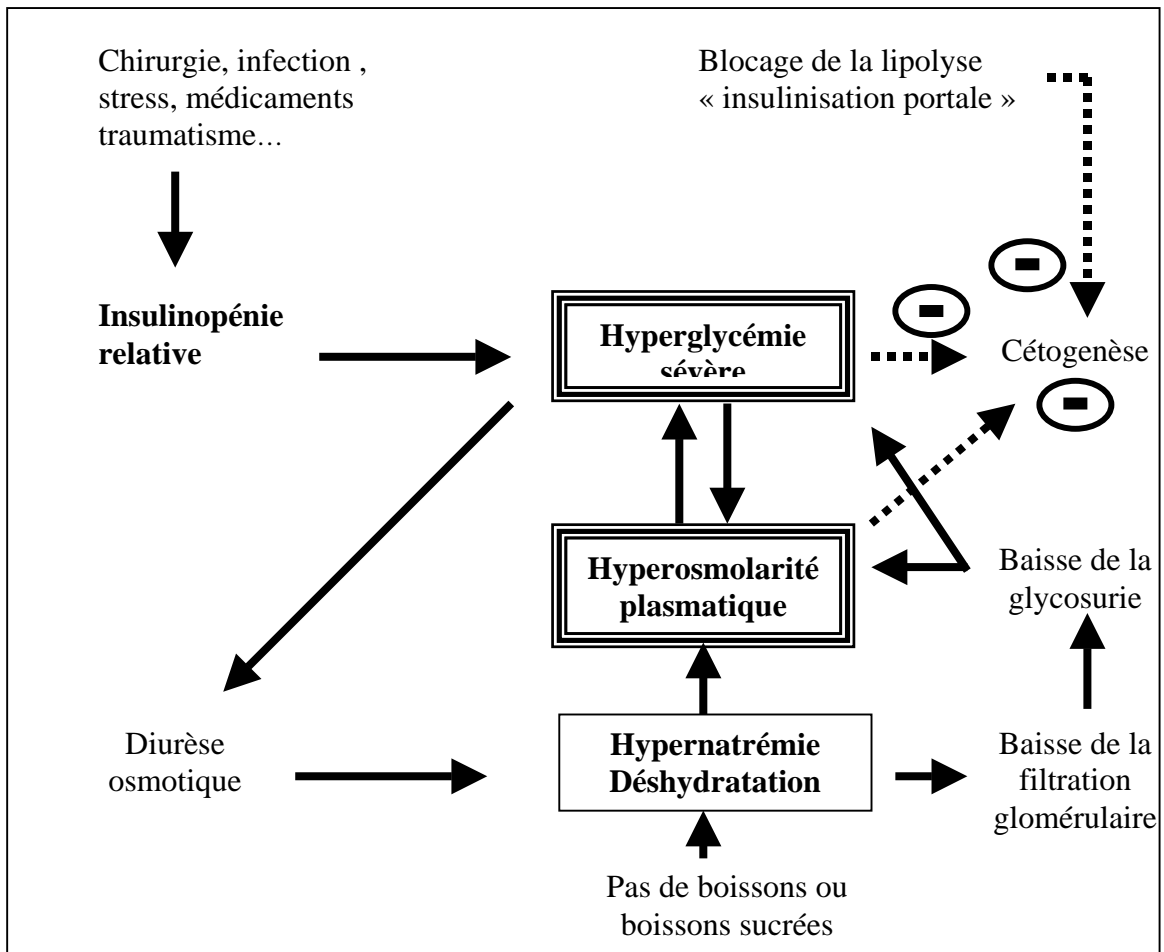 Chirurgie, infection ,
stress, médicaments
traumatisme…
Blocage de la lipolyse
« insulinisation portale »
Insulinopénie
relative
Hyperglycémie
sévère
Cétogenèse
Hyperosmolarité
plasmatique
Baisse de la
glycosurie
Diurèse
osmotique
Hypernatrémie
Déshydratation
Baisse de la
filtration
glomérulaire
Pas de boissons ou
boissons sucrées